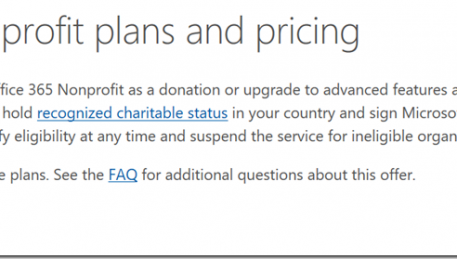 profit plans and pricing
ffice 365 Nonprofit as a donation or upgrade to advanced features a
hold recognized charitable status in your country and sign Microsof
fy eligibility at any time and suspend the service for ineligible organ
e plans. See the FAQ for additional questions about this offer.